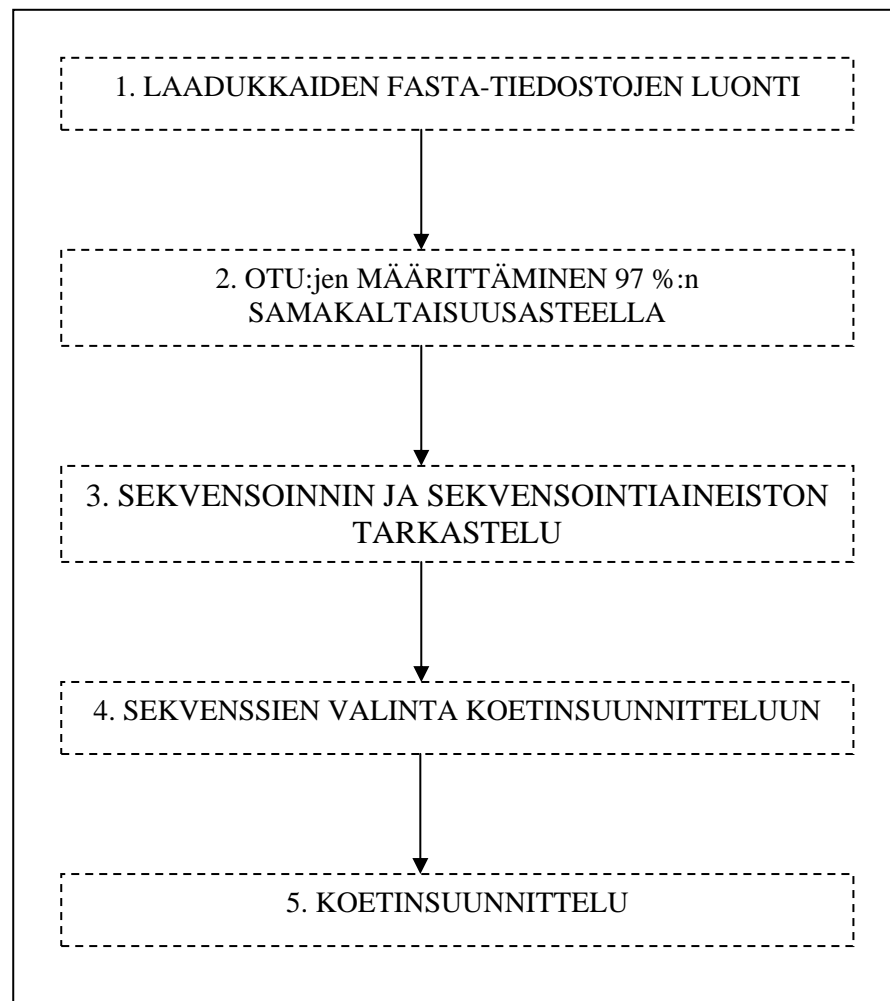 1. LAADUKKAIDEN FASTA-TIEDOSTOJEN LUONTI
2. OTU:jen MÄÄRITTÄMINEN 97 %:n
SAMAKALTAISUUSASTEELLA
3. SEKVENSOINNIN JA SEKVENSOINTIAINEISTON
TARKASTELU
4. SEKVENSSIEN VALINTA KOETINSUUNNITTELUUN
5. KOETINSUUNNITTELU